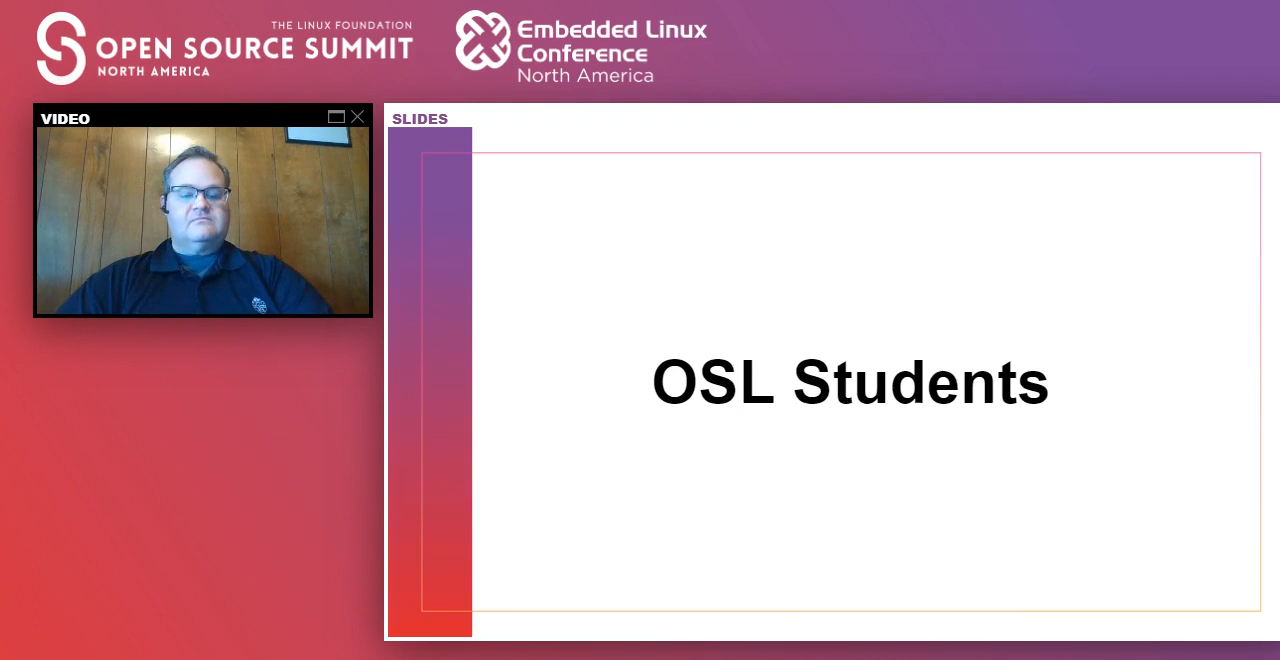 THE LINUX FOUNDATION
OPEN SOURCE SUMMIT
NORTH AMERICA
Embedded Linux
Conference
North America
VIDEO
SLIDES
OSL Students